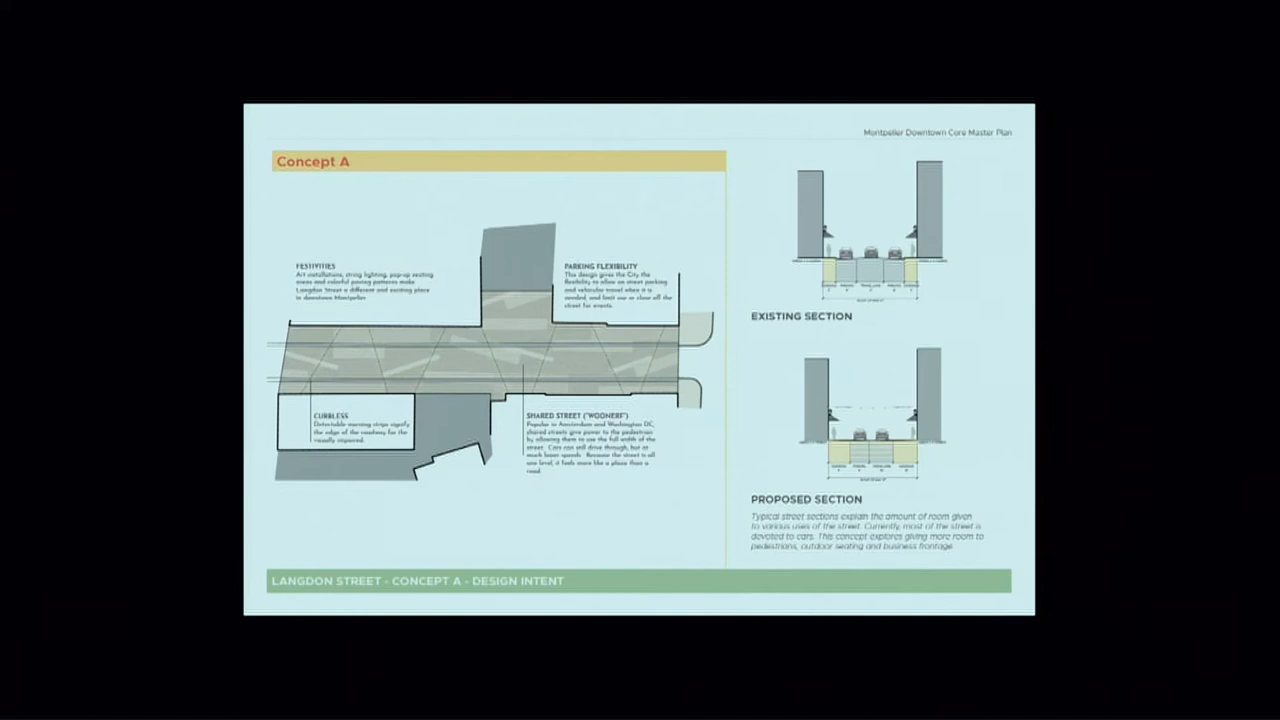 Montpelier Downtown Core Master Plan
Concept A
FESTIVITIES
Art installations, string lighting, pop-up seating
areas and colorful paving patterns make
Langdon Street a different and exciting place
in downtown Montpelier.
PARKING FLEXIBILITY
This design gives the City the
flexibility to allow on street parking
and vehicular travel when it is
needed, and limit use or close off the
street for events.
CURBLESS
Detectable warning strips signify
the edge of the roadway for the
visually impaired.
SHARED STREET ("WOONERF")
Popular in Amsterdam and Washington DC,
shared streets give power to the pedestrian
by allowing them to use the full width of the
street. Cars can still drive through, but at
much lower speeds. Because the street is all
one level, it feels more like a plaza than a
road.
EXISTING SECTION
PROPOSED SECTION
Typical street sections explain the amount of room given
to various uses of the street. Currently, most of the street is
devoted to cars. This concept explores giving more room to
pedestrians, outdoor seating and business frontage.
LANGDON STREET - CONCEPT A - DESIGN INTENT